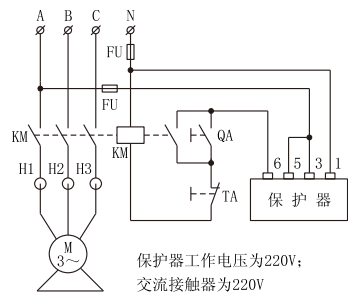 A B C N
FU
FU
KM
KM
QA
H1 H2 H3
TA
6 5 3 1
保护器
M
3～
保护器工作电压为220V；
交流接触器为220V